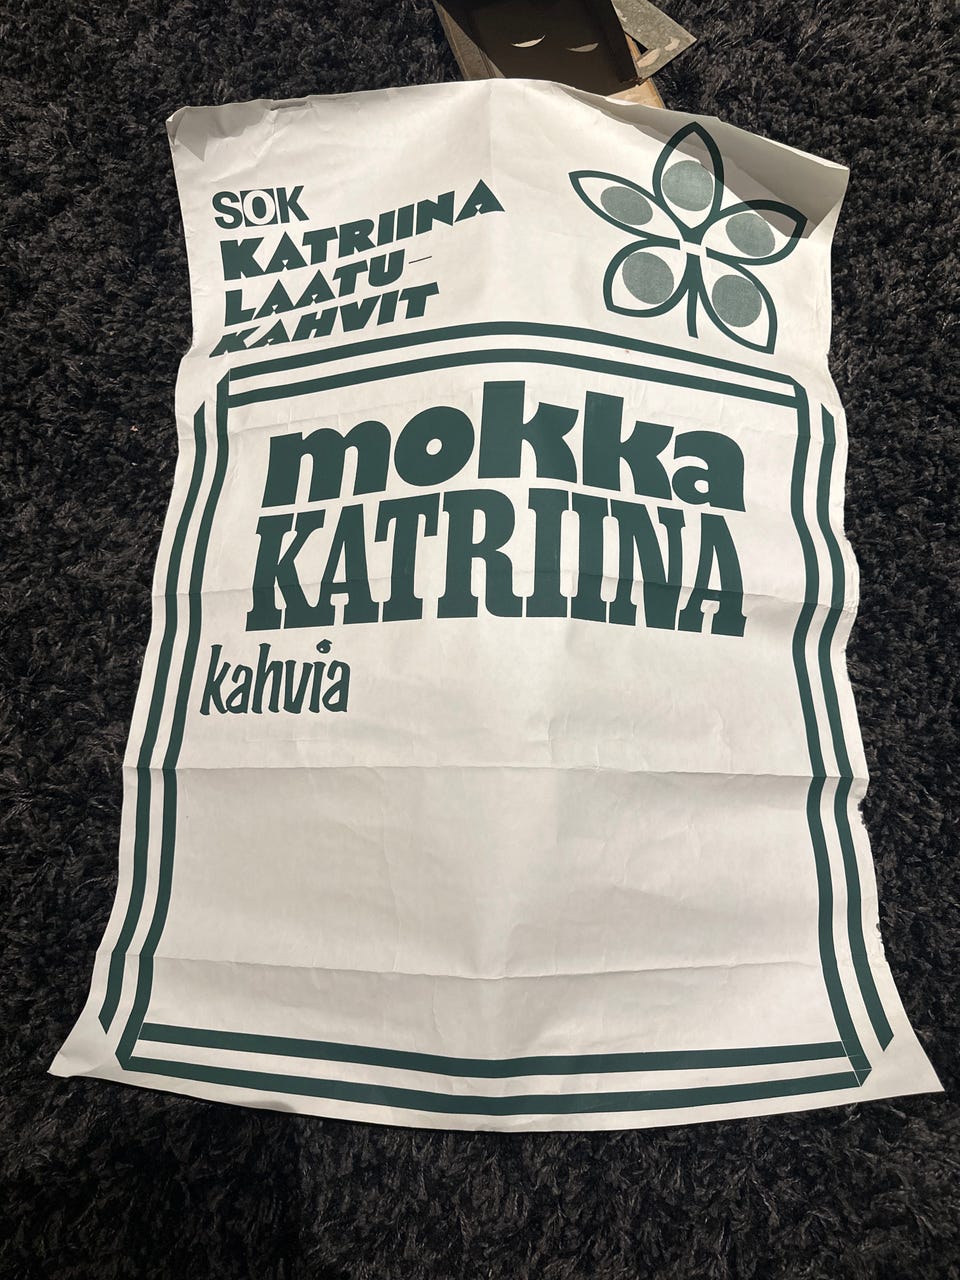 SOK
KATRIINA
LAATU-
KAHVIT
mokka
KATRIINA
kahvia